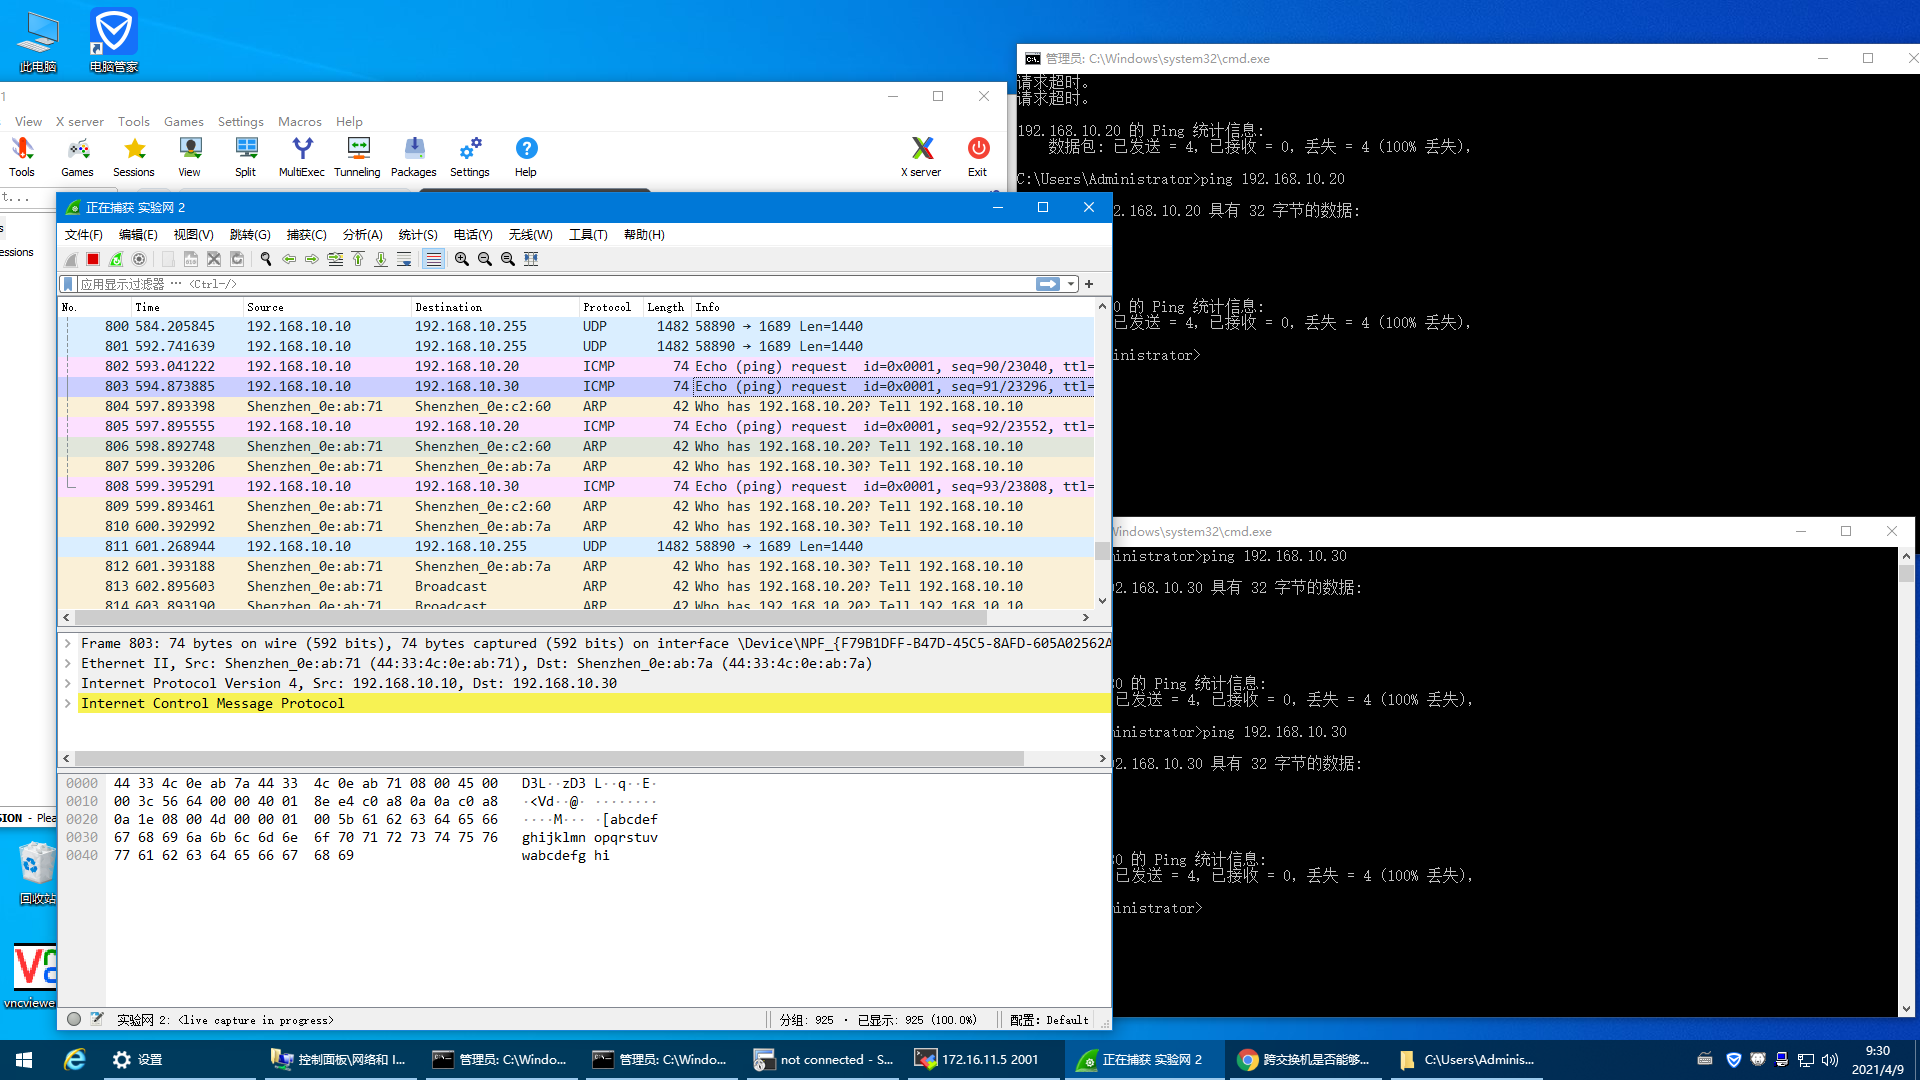 此电脑
电脑管家
1
View X server Tools Games Settings Macros Help
Tools Games Sessions View Split MultiExec Tunneling Packages Settings Help X server Exit
t...
s
essions
正在捕获 实验网 2
文件(F) 编辑(E) 视图(V) 跳转(G) 捕获(C) 分析(A) 统计(S) 电话(Y) 无线(W) 工具(T) 帮助(H)
应用显示过滤器 … <Ctrl-/>
No. Time Source Destination Protocol Length Info
800 584.205845 192.168.10.10 192.168.10.255 UDP 1482 58890 → 1689 Len=1440
801 592.741639 192.168.10.10 192.168.10.255 UDP 1482 58890 → 1689 Len=1440
802 593.041222 192.168.10.10 192.168.10.20 ICMP 74 Echo (ping) request id=0x0001, seq=90/23040, ttl=
803 594.873885 192.168.10.10 192.168.10.30 ICMP 74 Echo (ping) request id=0x0001, seq=91/23296, ttl=
804 597.893398 Shenzhen_0e:ab:71 Shenzhen_0e:c2:60 ARP 42 Who has 192.168.10.20? Tell 192.168.10.10
805 597.895555 192.168.10.10 192.168.10.20 ICMP 74 Echo (ping) request id=0x0001, seq=92/23552, ttl=
806 598.892748 Shenzhen_0e:ab:71 Shenzhen_0e:c2:60 ARP 42 Who has 192.168.10.20? Tell 192.168.10.10
807 599.393206 Shenzhen_0e:ab:71 Shenzhen_0e:ab:7a ARP 42 Who has 192.168.10.30? Tell 192.168.10.10
808 599.395291 192.168.10.10 192.168.10.30 ICMP 74 Echo (ping) request id=0x0001, seq=93/23808, ttl=
809 599.893461 Shenzhen_0e:ab:71 Shenzhen_0e:c2:60 ARP 42 Who has 192.168.10.20? Tell 192.168.10.10
810 600.392992 Shenzhen_0e:ab:71 Shenzhen_0e:ab:7a ARP 42 Who has 192.168.10.30? Tell 192.168.10.10
811 601.268944 192.168.10.10 192.168.10.255 UDP 1482 58890 → 1689 Len=1440
812 601.393188 Shenzhen_0e:ab:71 Shenzhen_0e:ab:7a ARP 42 Who has 192.168.10.30? Tell 192.168.10.10
813 602.895603 Shenzhen_0e:ab:71 Broadcast ARP 42 Who has 192.168.10.20? Tell 192.168.10.10
814 603.893190 Shenzhen_0e:ab:71 Broadcast ARP 42 Who has 192.168.10.20? Tell 192.168.10.10
Frame 803: 74 bytes on wire (592 bits), 74 bytes captured (592 bits) on interface \Device\NPF_{F79B1DFF-B47D-45C5-8AFD-605A02562A
Ethernet II, Src: Shenzhen_0e:ab:71 (44:33:4c:0e:ab:71), Dst: Shenzhen_0e:ab:7a (44:33:4c:0e:ab:7a)
Internet Protocol Version 4, Src: 192.168.10.10, Dst: 192.168.10.30
Internet Control Message Protocol
0000 44 33 4c 0e ab 7a 44 33 4c 0e ab 71 08 00 45 00 D3L··zD3 L··q··E·
0010 00 3c 56 64 00 00 40 01 8e e4 c0 a8 0a 0a c0 a8 ·<Vd··@· ········
0020 0a 1e 08 00 4d 00 00 01 00 5b 61 62 63 64 65 66 ····M··· ·[abcdef
0030 67 68 69 6a 6b 6c 6d 6e 6f 70 71 72 73 74 75 76 ghijklmn opqrstuv
0040 77 61 62 63 64 65 66 67 68 69 wabcdefg hi
实验网 2: <live capture in progress> 分组: 925 · 已显示: 925 (100.0%) 配置: Default
SION - Plea
回收站
vncviewe
管理员: C:\Windows\system32\cmd.exe
请求超时。
请求超时。
192.168.10.20 的 Ping 统计信息:
数据包: 已发送 = 4, 已接收 = 0, 丢失 = 4 (100% 丢失),
C:\Users\Administrator>ping 192.168.10.20
2.168.10.20 具有 32 字节的数据:
0 的 Ping 统计信息:
已发送 = 4, 已接收 = 0, 丢失 = 4 (100% 丢失),
inistrator>
Windows\system32\cmd.exe
inistrator>ping 192.168.10.30
2.168.10.30 具有 32 字节的数据:
30 的 Ping 统计信息:
已发送 = 4, 已接收 = 0, 丢失 = 4 (100% 丢失),
inistrator>ping 192.168.10.30
2.168.10.30 具有 32 字节的数据:
30 的 Ping 统计信息:
已发送 = 4, 已接收 = 0, 丢失 = 4 (100% 丢失),
inistrator>
设置 控制面板\网络和 I... 管理员: C:\Windo... 管理员: C:\Windo... not connected - S... 172.16.11.5 2001 正在捕获 实验网 2 跨交换机是否能够... C:\Users\Adminis...
9:30
2021/4/9